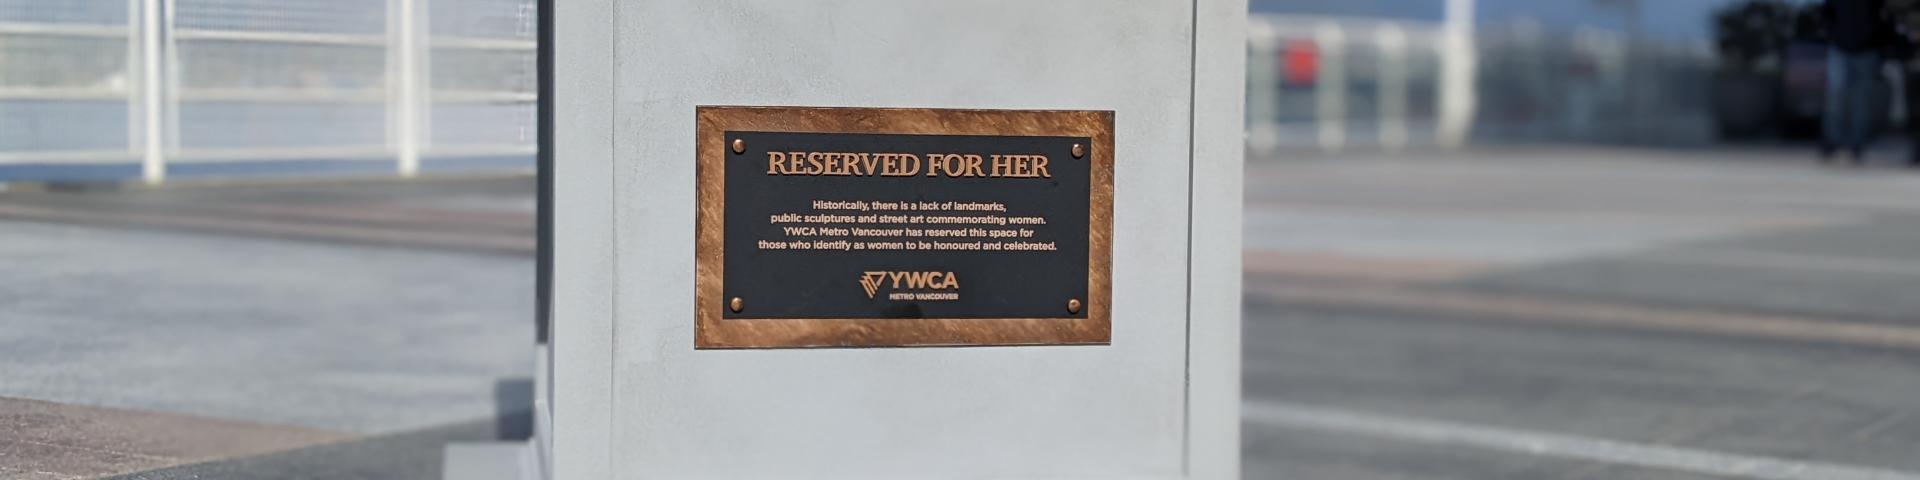 RESERVED FOR HER
Historically, there is a lack of landmarks,
public sculptures and street art commemorating women.
YWCA Metro Vancouver has reserved this space for
those who identify as women to be honoured and celebrated.
YWCA
METRO VANCOUVER